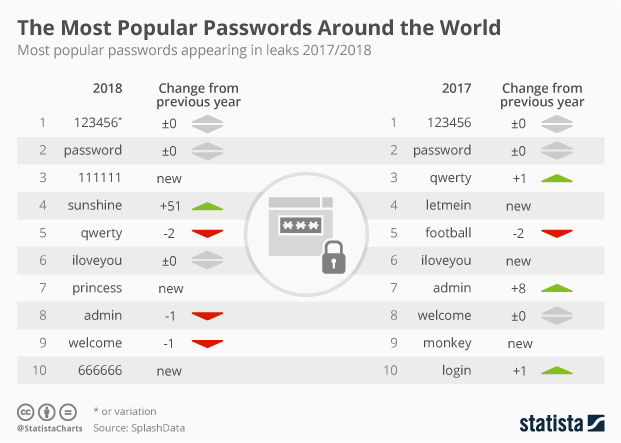 The Most Popular Passwords Around the World
Most popular passwords appearing in leaks 2017/2018
2018 Change from previous year
1 123456* ±0
2 password ±0
3 111111 new
4 sunshine +51
5 qwerty -2
6 iloveyou ±0
7 princess new
8 admin -1
9 welcome -1
10 666666 new
***
2017 Change from previous year
1 123456 ±0
2 password ±0
3 qwerty +1
4 letmein new
5 football -2
6 iloveyou new
7 admin +8
8 welcome ±0
9 monkey new
10 login +1
cc
@StatistaCharts
* or variation
Source: SplashData
statista